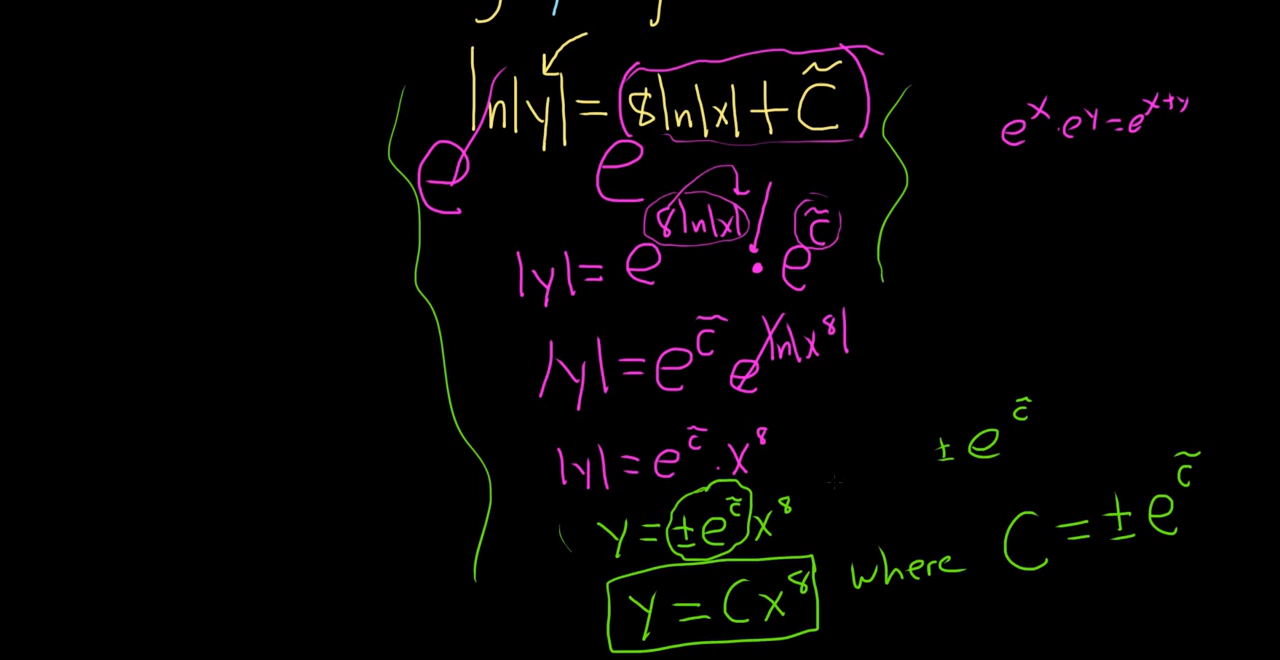 ln|y| = 8ln|x| + C̃
e e
e^x · e^y = e^(x+y)
|y| = e^(8ln|x|) · e^C̃
|y| = e^C̃ e^(ln|x^8|)
|y| = e^C̃ · x^8
± e^C̃
y = ±e^C̃ x^8
y = Cx^8 where C = ± e^C̃